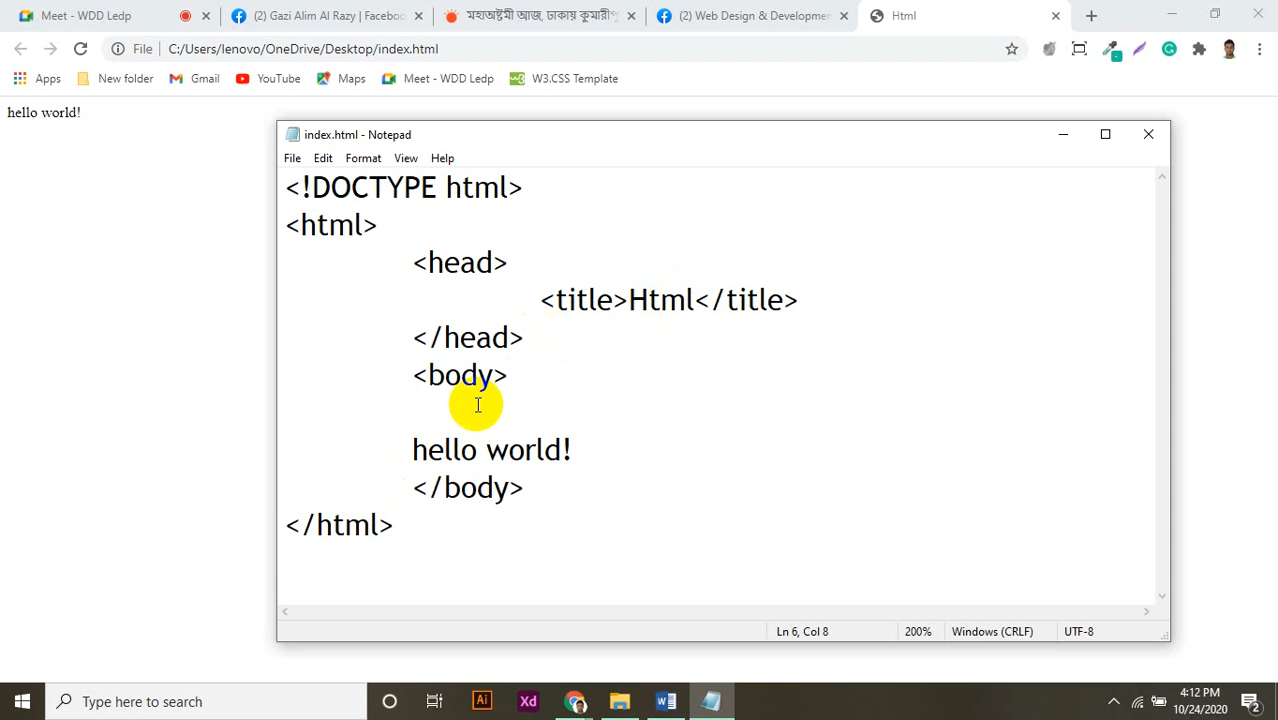 Meet - WDD Ledp
(2) Gazi Alim Al Razy | Faceboo
মহাঅষ্টমী আজ, ঢাকায় কুমারীপূ
(2) Web Design & Developmen
Html
File C:/Users/lenovo/OneDrive/Desktop/index.html
Apps New folder Gmail YouTube Maps Meet - WDD Ledp W3.CSS Template
hello world!
index.html - Notepad
File Edit Format View Help
<!DOCTYPE html>
<html>
<head>
<title>Html</title>
</head>
<body>
hello world!
</body>
</html>
Ln 6, Col 8 200% Windows (CRLF) UTF-8
Type here to search
Ai
Xd
4:12 PM
10/24/2020
2